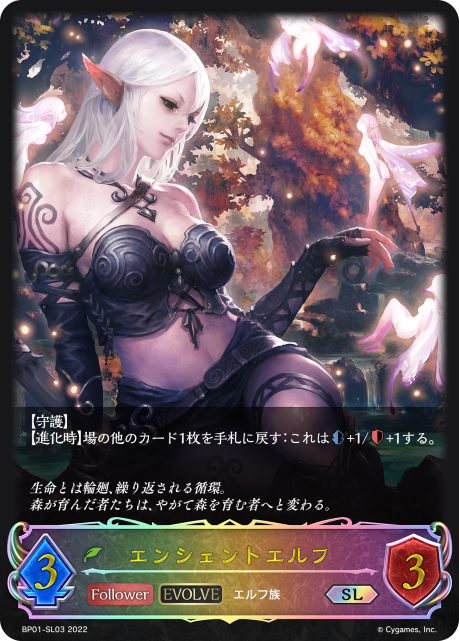 【守護】
【進化時】場の他のカード1枚を手札に戻す：これは+1/+1する。
生命とは輪廻、繰り返される循環。
森が育んだ者たちは、やがて森を育む者へと変わる。
3 エンシェントエルフ 3
Follower EVOLVE エルフ族 SL
BP01-SL03 2022 © Cygames, Inc.